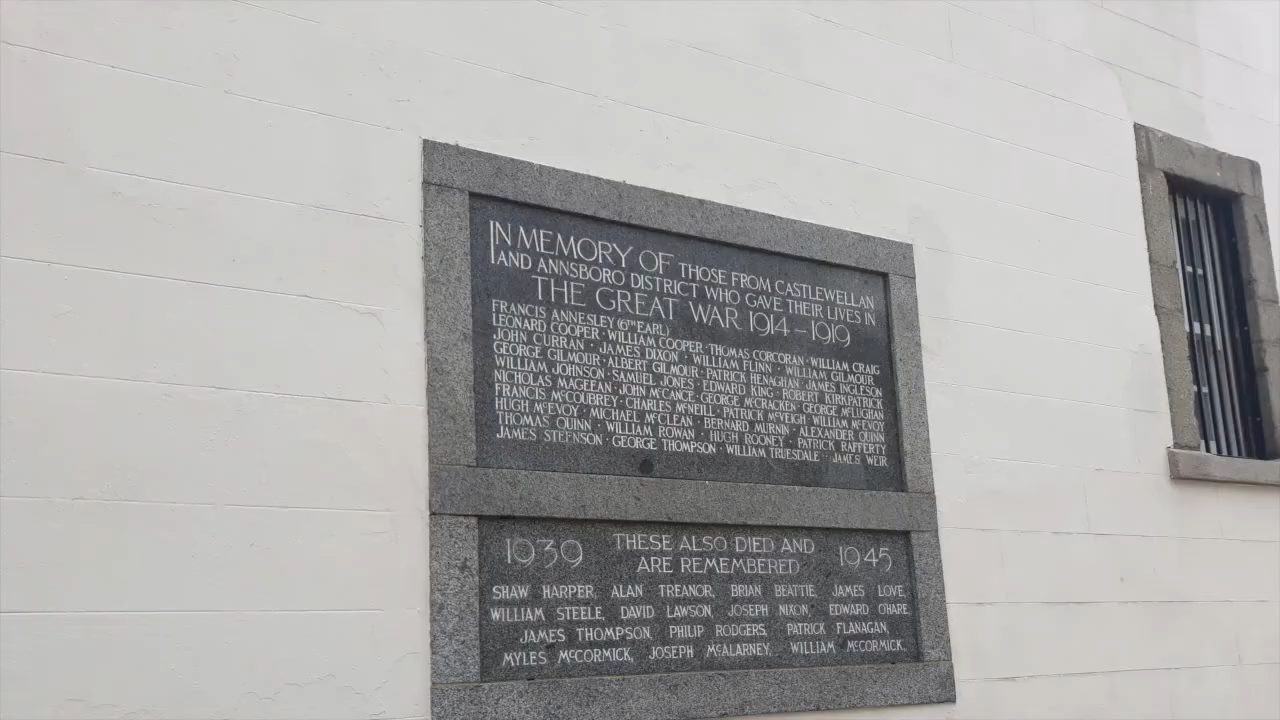 IN MEMORY OF THOSE FROM CASTLEWELLAN
AND ANNSBORO DISTRICT WHO GAVE THEIR LIVES IN
THE GREAT WAR 1914-1919
FRANCIS ANNESLEY (6TH EARL)
LEONARD COOPER · WILLIAM COOPER · THOMAS CORCORAN · WILLIAM CRAIG
JOHN CURRAN · JAMES DIXON · WILLIAM FLINN · WILLIAM GILMOUR
GEORGE GILMOUR · ALBERT GILMOUR · PATRICK HENAGHAN · JAMES INGLESON
WILLIAM JOHNSON · SAMUEL JONES · EDWARD KING · ROBERT KIRKPATRICK
NICHOLAS MAGEEAN · JOHN McCANCE · GEORGE McCRACKEN · GEORGE McLUGHAN
FRANCIS McCOUBREY · CHARLES McNEILL · PATRICK McVEIGH · WILLIAM McEVOY
HUGH McEVOY · MICHAEL McCLEAN · BERNARD MURNIN · ALEXANDER QUINN
THOMAS QUINN · WILLIAM ROWAN · HUGH ROONEY · PATRICK RAFFERTY
JAMES STEENSON · GEORGE THOMPSON · WILLIAM TRUESDALE · JAMES WEIR
1939 THESE ALSO DIED AND 1945
ARE REMEMBERED
SHAW HARPER, ALAN TREANOR, BRIAN BEATTIE, JAMES LOVE,
WILLIAM STEELE, DAVID LAWSON, JOSEPH NIXON, EDWARD O'HARE,
JAMES THOMPSON, PHILIP RODGERS, PATRICK FLANAGAN,
MYLES McCORMICK, JOSEPH McALARNEY, WILLIAM McCORMICK.